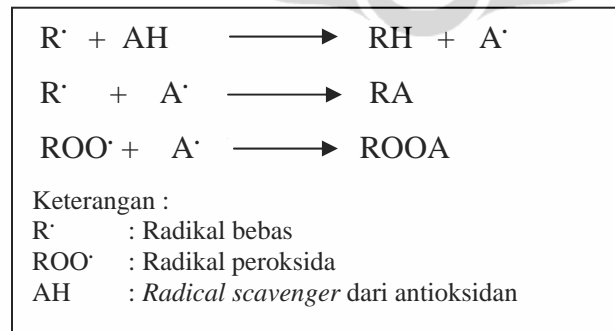 R· + AH ⟶ RH + A·
R· + A· ⟶ RA
ROO· + A· ⟶ ROOA
Keterangan :
R· : Radikal bebas
ROO· : Radikal peroksida
AH : Radical scavenger dari antioksidan